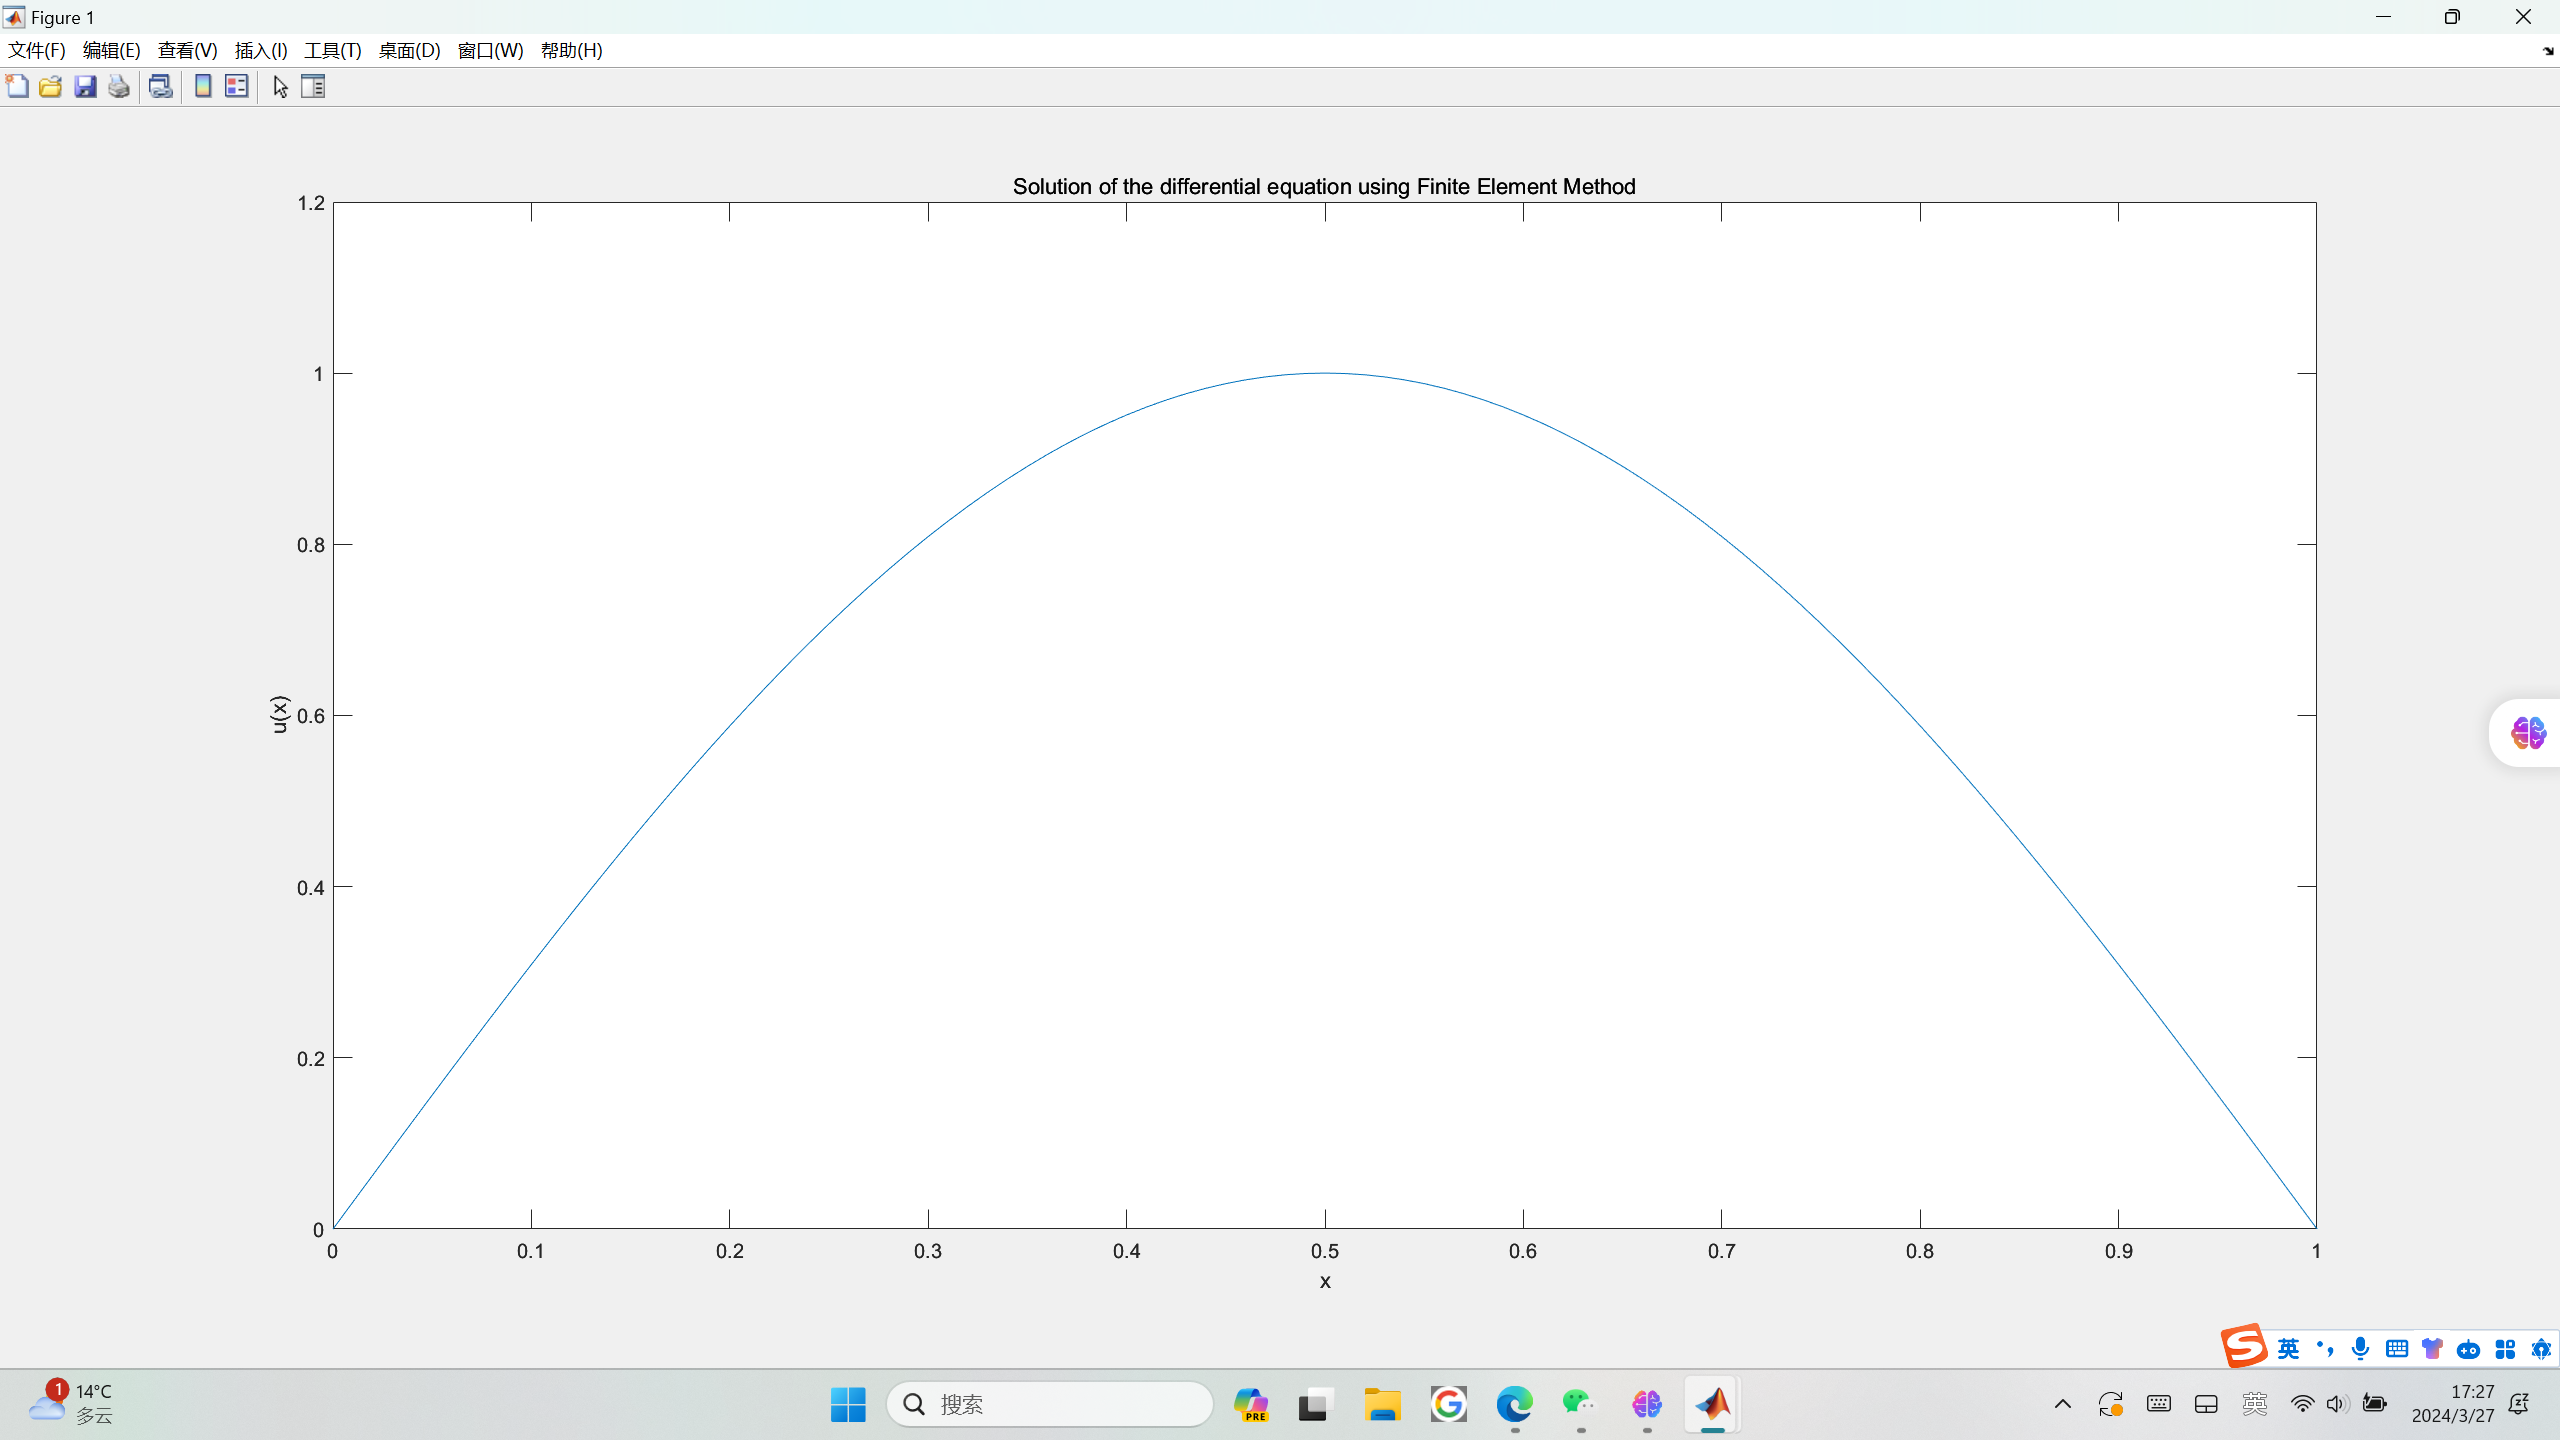 Figure 1
文件(F) 编辑(E) 查看(V) 插入(I) 工具(T) 桌面(D) 窗口(W) 帮助(H)
Solution of the differential equation using Finite Element Method
1.2
1
0.8
u(x)
0.6
0.4
0.2
0
0 0.1 0.2 0.3 0.4 0.5 0.6 0.7 0.8 0.9 1
x
英
1
14°C
多云
搜索
PRE
英
17:27
2024/3/27